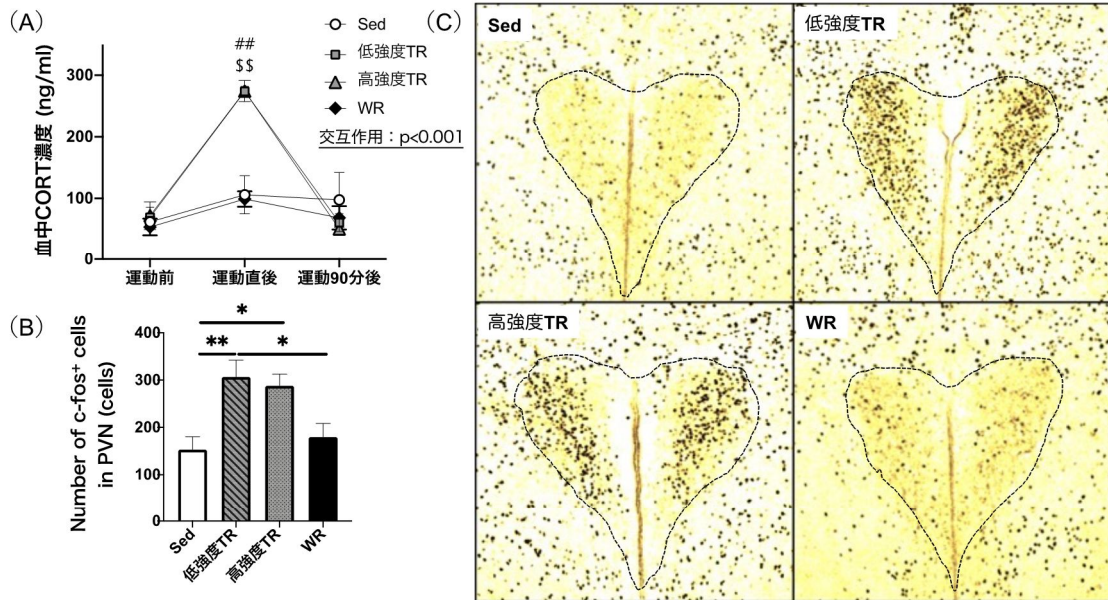 (A)
Sed
低強度TR
高強度TR
WR
交互作用：p<0.001
##
$$
血中CORT濃度 (ng/ml)
300
200
100
0
運動前
運動直後
運動90分後
(B)
Number of c-fos⁺ cells
in PVN (cells)
400
300
200
100
0
*
**
*
Sed
低強度TR
高強度TR
WR
(C)
Sed
低強度TR
高強度TR
WR